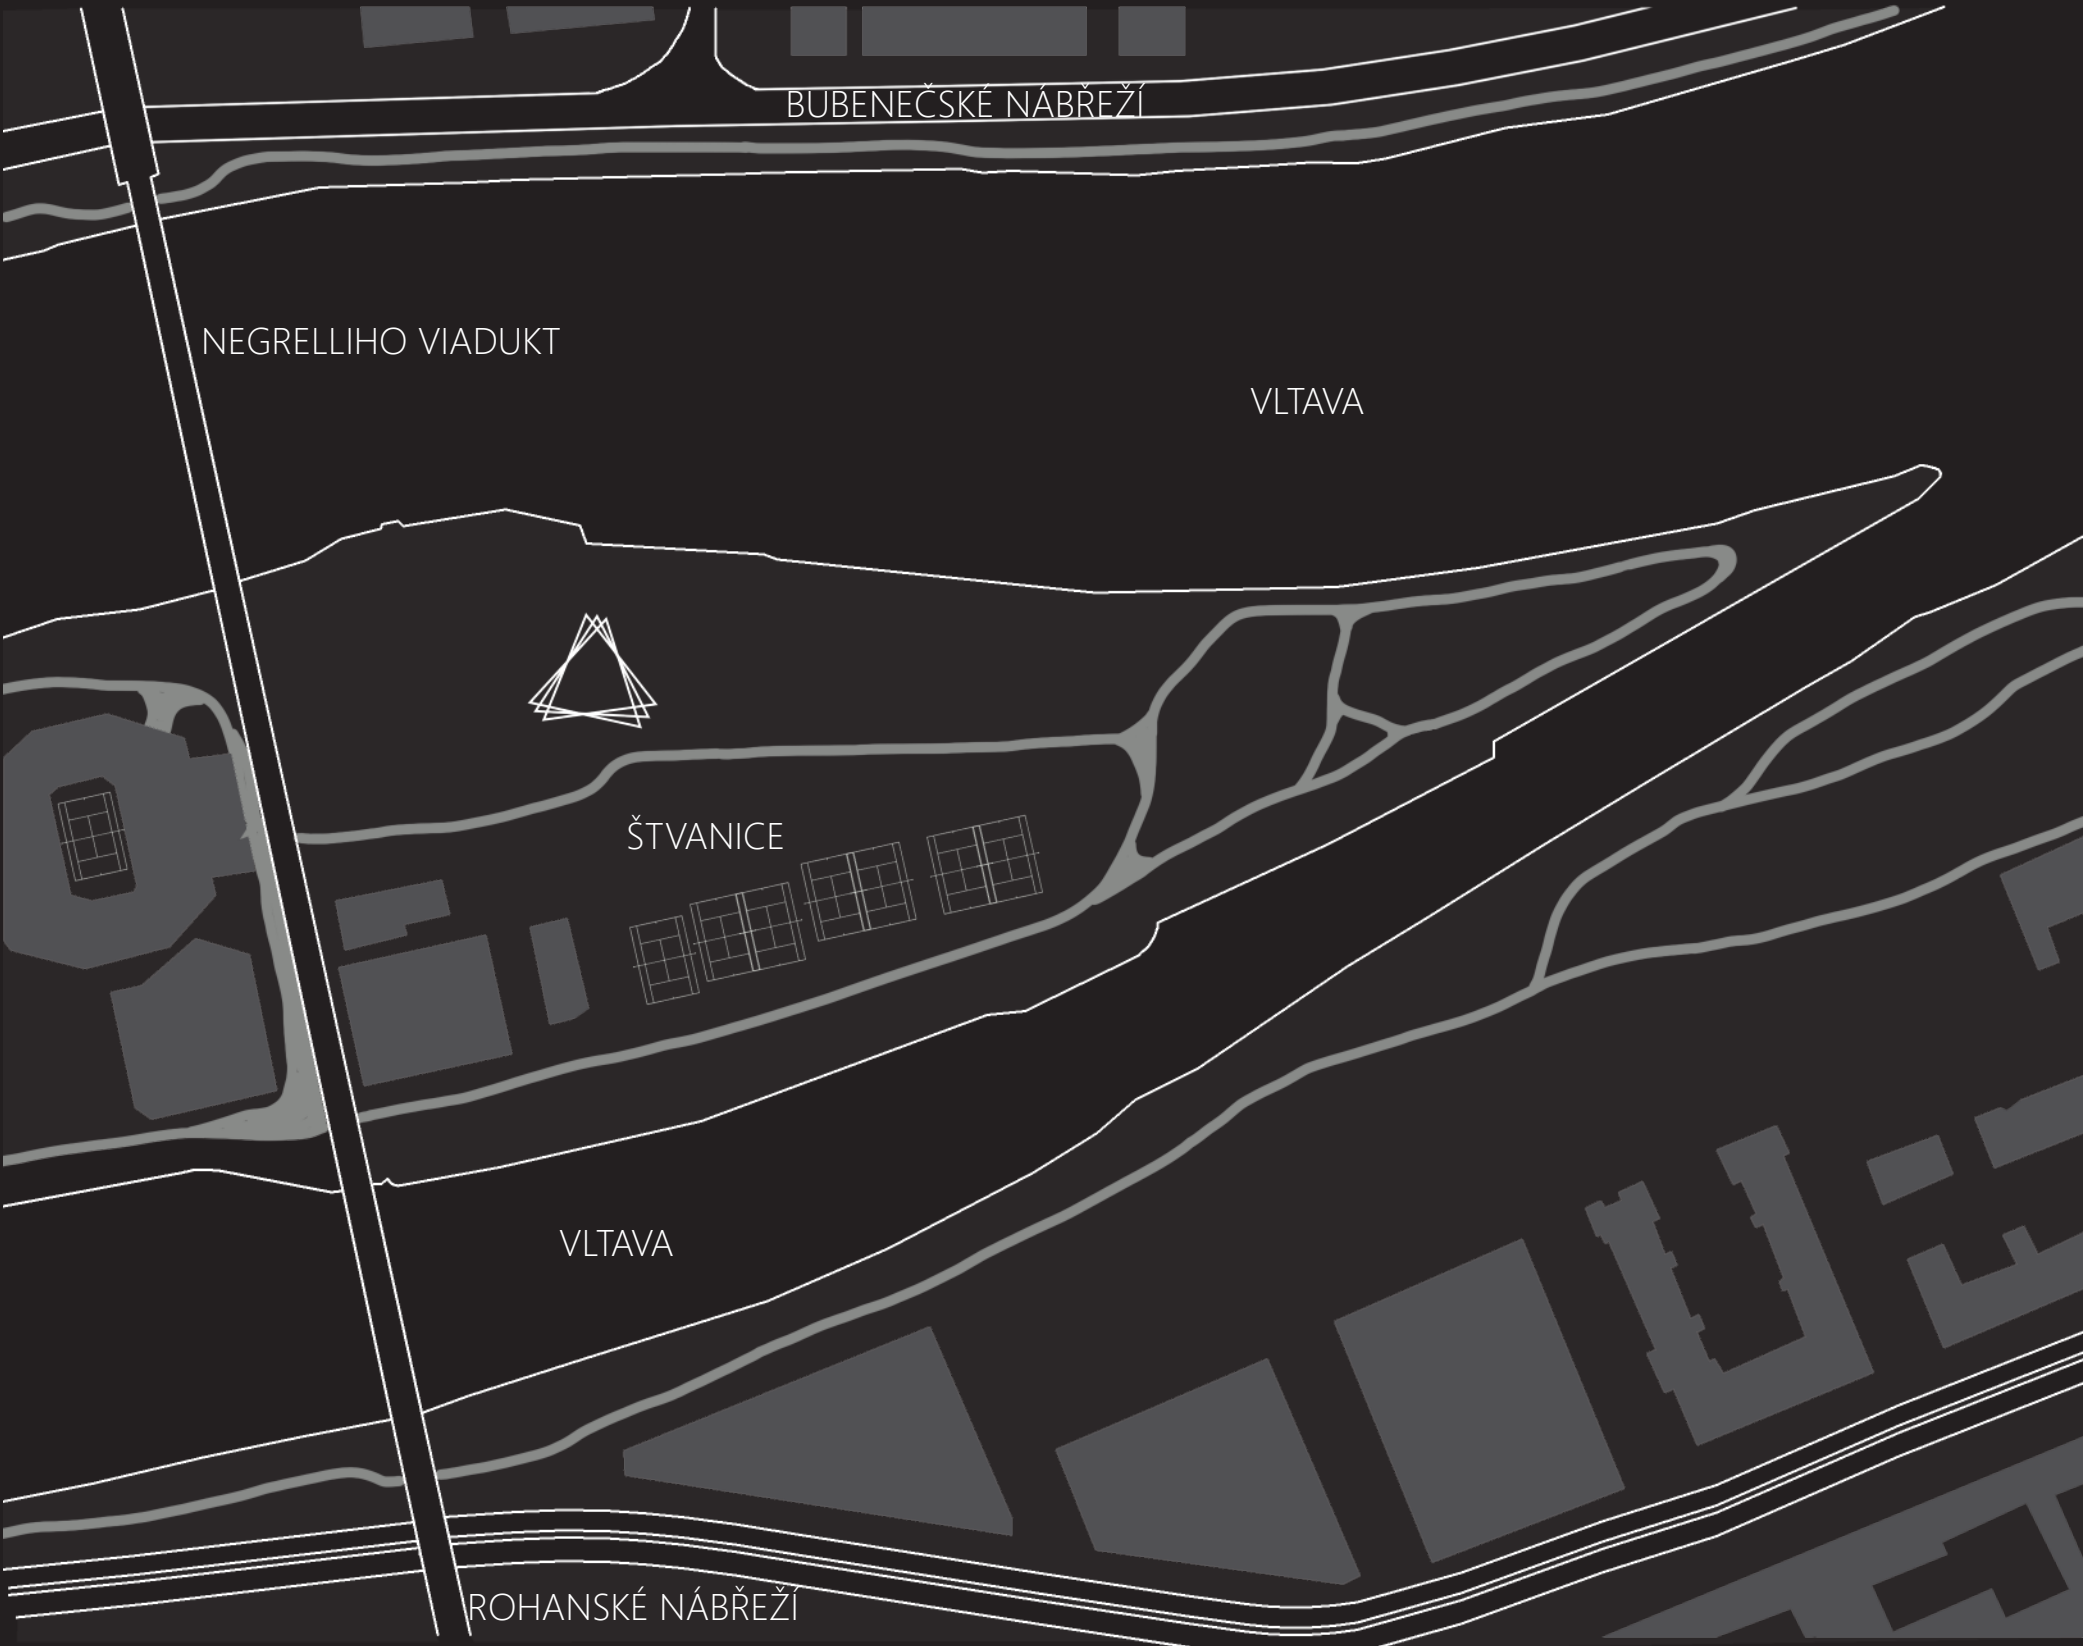 BUBENEČSKÉ NÁBŘEŽÍ
NEGRELLIHO VIADUKT
VLTAVA
ŠTVANICE
VLTAVA
ROHANSKÉ NÁBŘEŽÍ